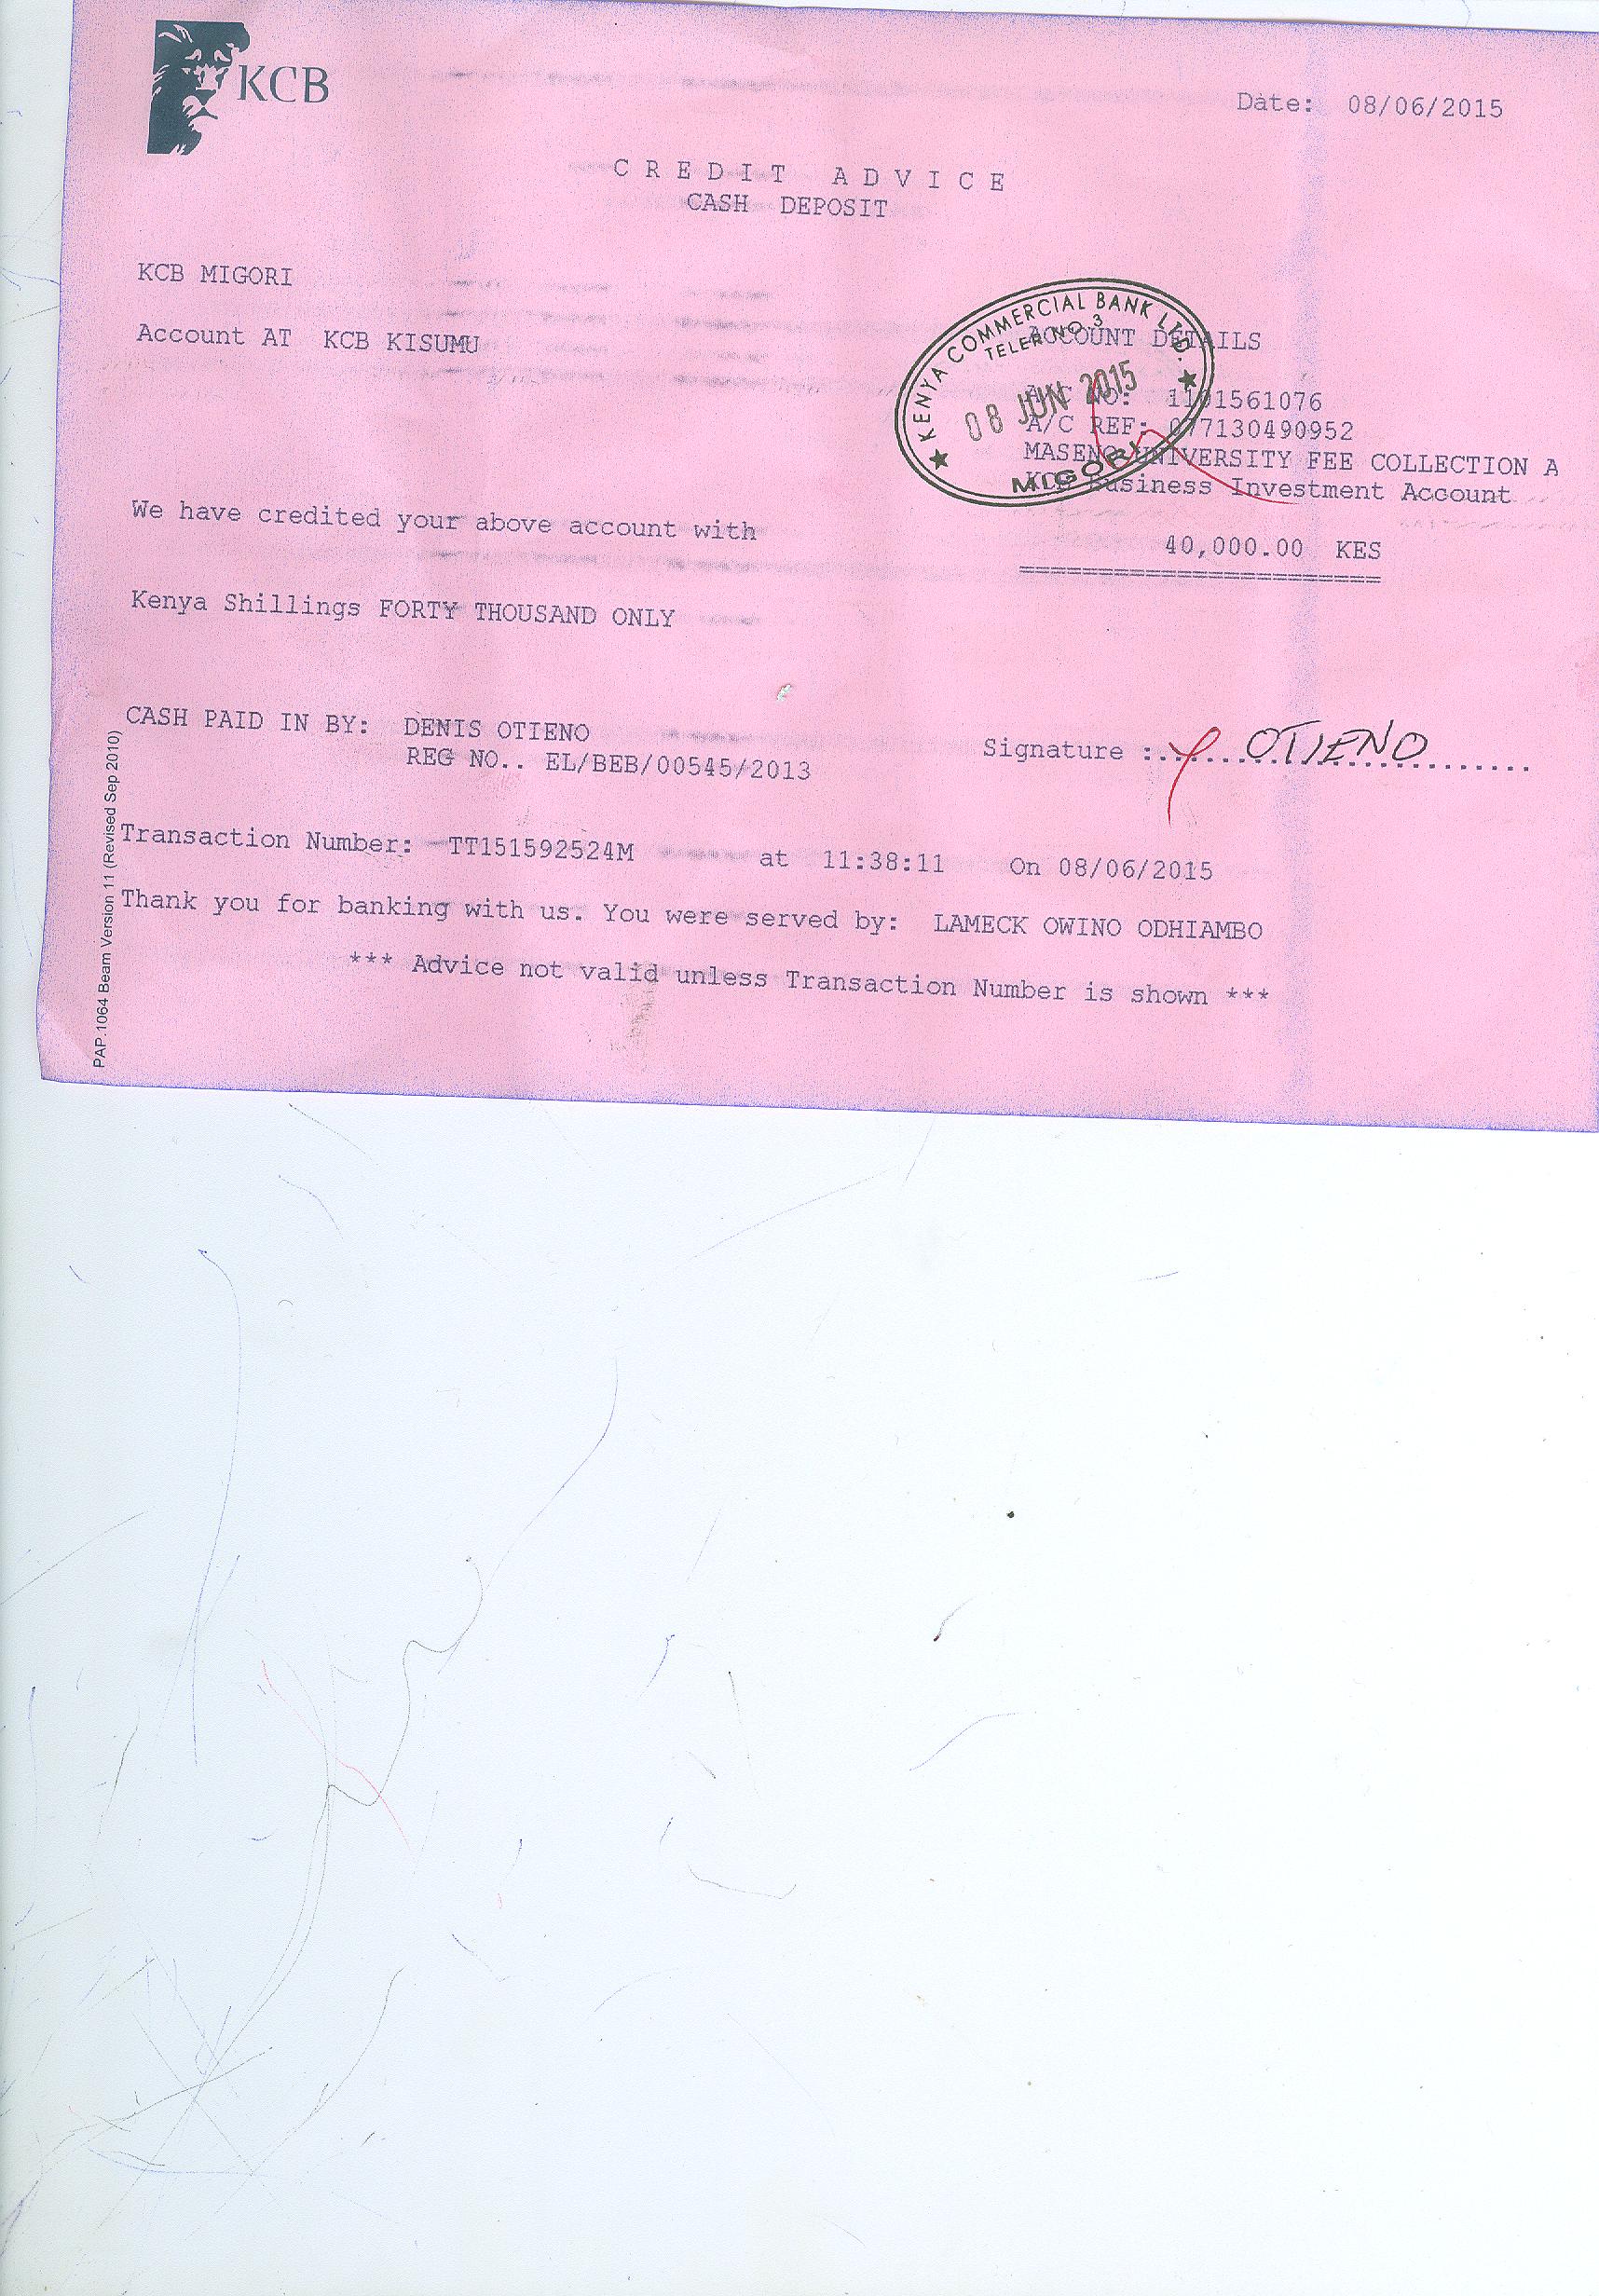 KCB
Date: 08/06/2015
CREDIT ADVICE
CASH DEPOSIT
KCB MIGORI
Account AT KCB KISUMU
KENYA COMMERCIAL BANK LTD.
TELLER NO. 3
08 JUN 2015
MIGORI
ACCOUNT DETAILS
A/C NO: 1101561076
A/C REF: 077130490952
MASENO UNIVERSITY FEE COLLECTION A
KCB Business Investment Account
We have credited your above account with
40,000.00 KES
=======================
Kenya Shillings FORTY THOUSAND ONLY
CASH PAID IN BY: DENIS OTIENO
REG NO.. EL/BEB/00545/2013
Signature :........OTIENO........
Transaction Number: TT151592524M at 11:38:11 On 08/06/2015
Thank you for banking with us. You were served by: LAMECK OWINO ODHIAMBO
*** Advice not valid unless Transaction Number is shown ***
PAP.1064 Beam Version 11 (Revised Sep 2010)